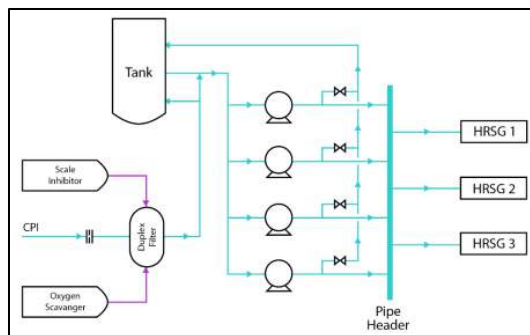 Tank
HRSG 1
Scale
Inhibitor
HRSG 2
CPI
Duplex
Filter
HRSG 3
Oxygen
Scavanger
Pipe
Header